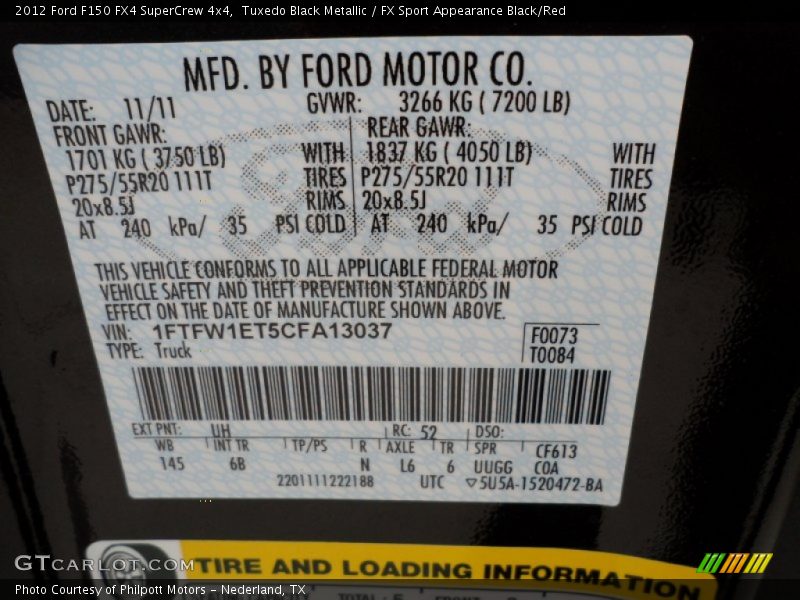 2012 Ford F150 FX4 SuperCrew 4x4, Tuxedo Black Metallic / FX Sport Appearance Black/Red
MFD. BY FORD MOTOR CO.
DATE: 11/11 GVWR: 3266 KG ( 7200 LB)
FRONT GAWR: REAR GAWR:
1701 KG ( 3750 LB) WITH 1837 KG ( 4050 LB) WITH
P275/55R20 111T TIRES P275/55R20 111T TIRES
20x8.5J RIMS 20x8.5J RIMS
AT 240 kPa/ 35 PSI COLD AT 240 kPa/ 35 PSI COLD
Ford
THIS VEHICLE CONFORMS TO ALL APPLICABLE FEDERAL MOTOR
VEHICLE SAFETY AND THEFT PREVENTION STANDARDS IN
EFFECT ON THE DATE OF MANUFACTURE SHOWN ABOVE.
VIN: 1FTFW1ET5CFA13037
TYPE: Truck
F0073
T0084
EXT PNT: UH RC: 52 DSO:
WB INT TR TP/PS R AXLE TR SPR CF613
145 6B N L6 6 UUGG COA
2201111222188 UTC ▽5U5A-1520472-BA
TIRE AND LOADING INFORMATION
GTCARLOT.COM
Photo Courtesy of Philpott Motors - Nederland, TX